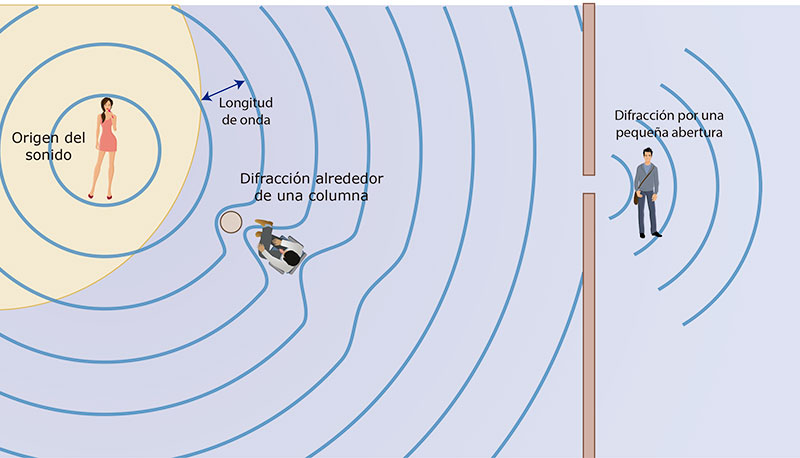 Origen del
sonido
Longitud
de onda
Difracción alrededor
de una columna
Difracción por una
pequeña abertura